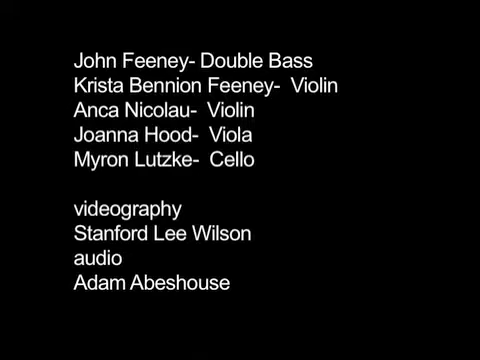 John Feeney- Double Bass
Krista Bennion Feeney-  Violin
Anca Nicolau-  Violin
Joanna Hood-  Viola
Myron Lutzke-  Cello
videography
Stanford Lee Wilson
audio
Adam Abeshouse